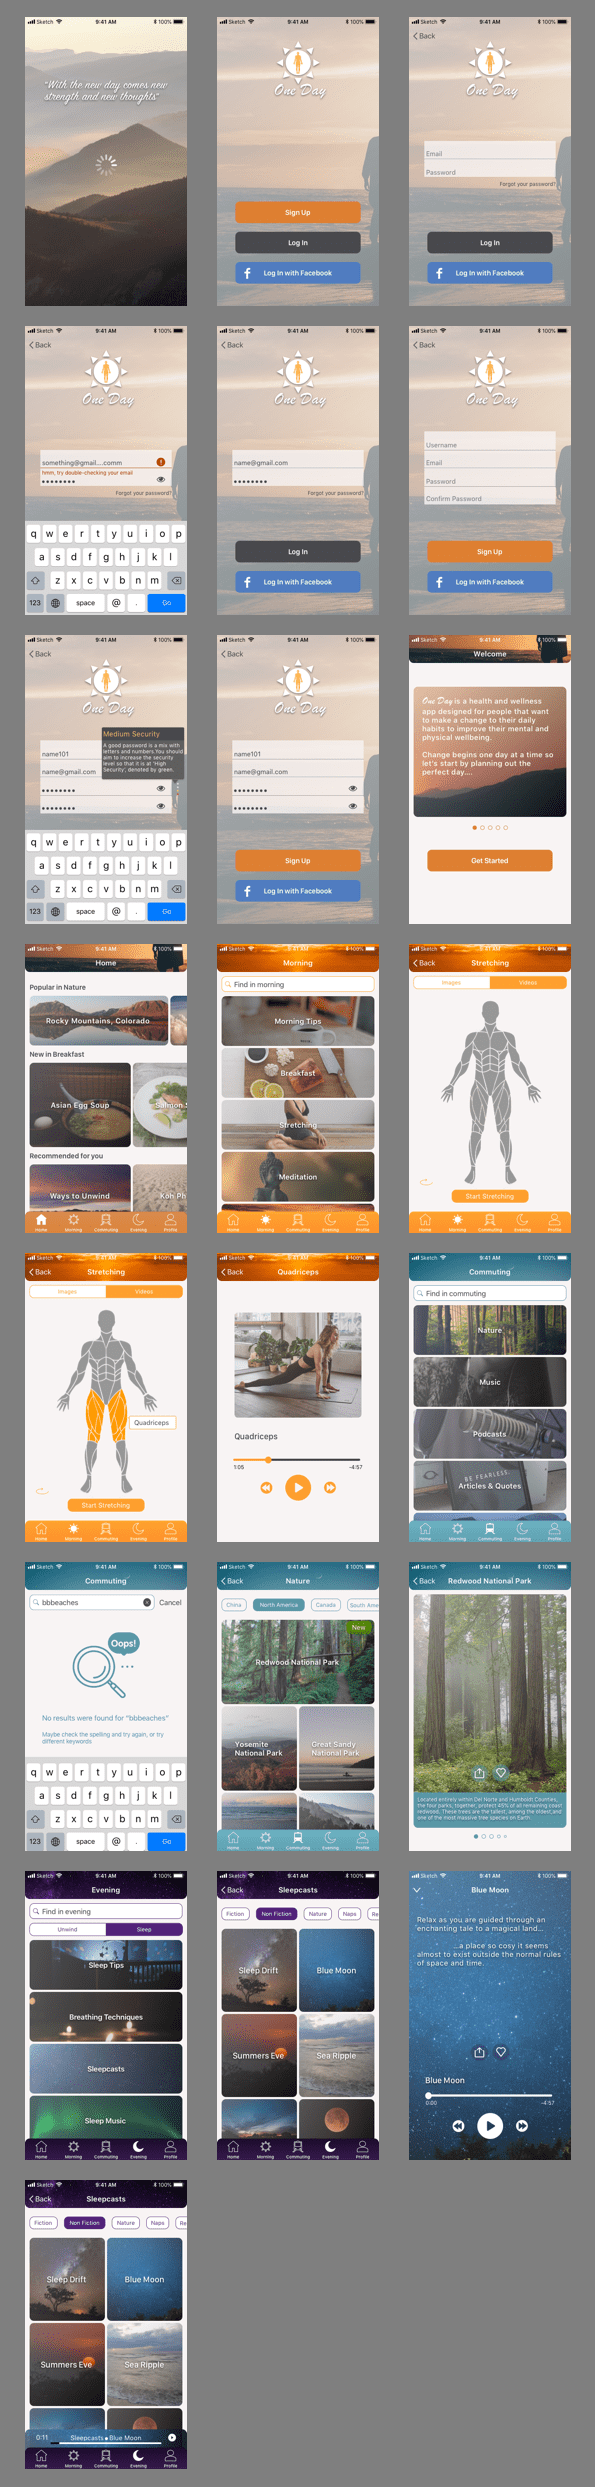 Sketch 9:41 AM 100%
"With the new day comes new
strength and new thoughts"
Sketch 9:41 AM 100%
One Day
Sign Up
Log In
Log In with Facebook
Sketch 9:41 AM 100%
Back
One Day
Email
Password
Forgot your password?
Log In
Log In with Facebook
Sketch 9:41 AM 100%
Back
One Day
something@gmail....comm
hmm, try double-checking your email
Forgot your password?
q w e r t y u i o p
a s d f g h j k l
z x c v b n m
123 space @ . Go
Sketch 9:41 AM 100%
Back
One Day
name@gmail.com
Forgot your password?
Log In
Log In with Facebook
Sketch 9:41 AM 100%
Back
One Day
Username
Email
Password
Confirm Password
Sign Up
Log In with Facebook
Sketch 9:41 AM 100%
Back
One Day
Medium Security
A good password is a mix with
letters and numbers.You should
aim to increase the security
level so that it is at 'High
Security', denoted by green.
name101
name@gmail.com
q w e r t y u i o p
a s d f g h j k l
z x c v b n m
123 space @ . Go
Sketch 9:41 AM 100%
Back
One Day
name101
name@gmail.com
Sign Up
Log In with Facebook
Sketch 9:41 AM 100%
Welcome
One Day is a health and wellness
app designed for people that want
to make a change to their daily
habits to improve their mental and
physical wellbeing.
Change begins one day at a time so
let's start by planning out the
perfect day....
Get Started
Sketch 9:41 AM 100%
Home
Popular in Nature
Rocky Mountains, Colorado
New in Breakfast
Asian Egg Soup
Salmon S
Recommended for you
Ways to Unwind
Koh Ph
Home Morning Commuting Evening Profile
Sketch 9:41 AM 100%
Morning
Find in morning
Morning Tips
Breakfast
Stretching
Meditation
Home Morning Commuting Evening Profile
Sketch 9:41 AM 100%
Back Stretching
Images Videos
Start Stretching
Home Morning Commuting Evening Profile
Sketch 9:41 AM 100%
Back Stretching
Images Videos
Quadriceps
Start Stretching
Home Morning Commuting Evening Profile
Sketch 9:41 AM 100%
Back Quadriceps
Quadriceps
1:05 -4:57
Sketch 9:41 AM 100%
Commuting
Find in commuting
Nature
Music
Podcasts
BE FEARLESS.
Articles & Quotes
Home Morning Commuting Evening Profile
Sketch 9:41 AM 100%
Commuting
bbbeaches Cancel
Oops!
No results were found for "bbbeaches"
Maybe check the spelling and try again, or try
different keywords
q w e r t y u i o p
a s d f g h j k l
z x c v b n m
123 space @ . Go
Sketch 9:41 AM 100%
Back Nature
China North America Canada South Ame
New
Redwood National Park
Yosemite
National Park
Great Sandy
National Park
Home Morning Commuting Evening Profile
Sketch 9:41 AM 100%
Back Redwood National Park
Located entirely within Del Norte and Humboldt Counties,
the four parks, together, protect 45% of all remaining coast
redwood. These trees are the tallest, among the oldest,and
one of the most massive tree species on Earth.
Sketch 9:41 AM 100%
Evening
Find in evening
Unwind Sleep
Sleep Tips
Breathing Techniques
Sleepcasts
Sleep Music
Home Morning Commuting Evening Profile
Sketch 9:41 AM 100%
Back Sleepcasts
Fiction Non Fiction Nature Naps Re
Sleep Drift
Blue Moon
Summers Eve
Sea Ripple
Home Morning Commuting Evening Profile
Sketch 9:41 AM 100%
Blue Moon
Relax as you are guided through an
enchanting tale to a magical land...
...a place so cosy it seems
almost to exist outside the normal rules
of space and time.
Blue Moon
0:00 -4:57
Sketch 9:41 AM 100%
Back Sleepcasts
Fiction Non Fiction Nature Naps Re
Sleep Drift
Blue Moon
Summers Eve
Sea Ripple
0:11 Sleepcasts • Blue Moon
Home Morning Commuting Evening Profile